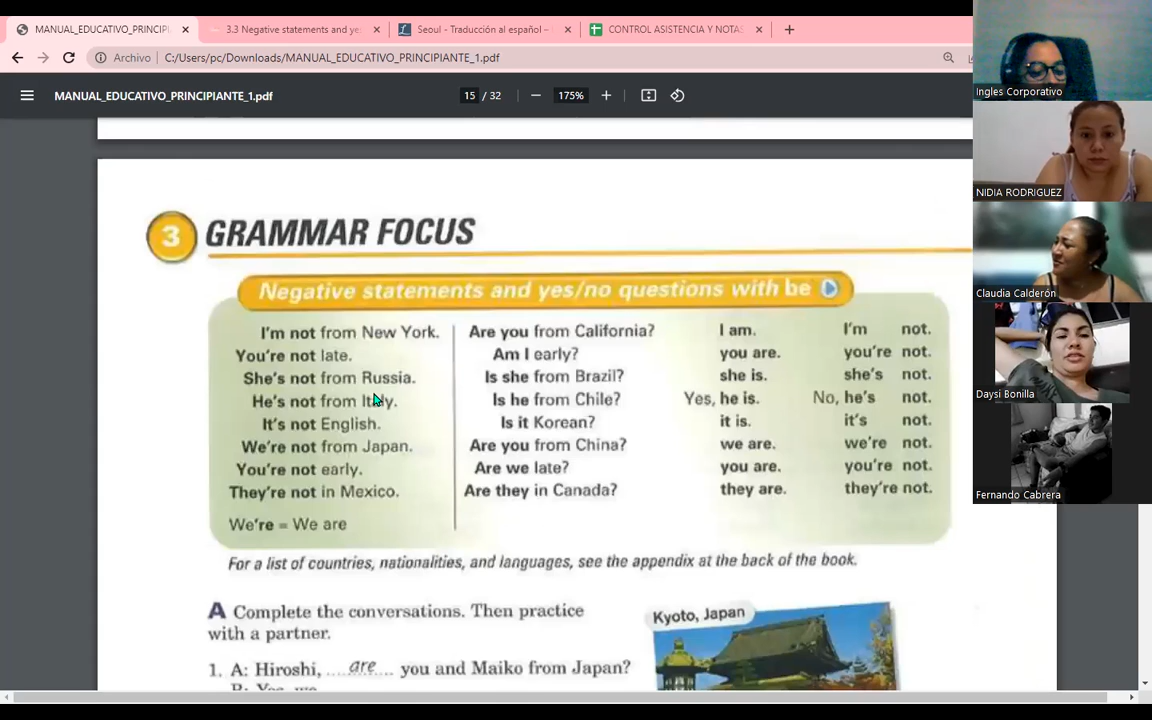 MANUAL_EDUCATIVO_PRINCIPI
3.3 Negative statements and ye
Seoul - Traducción al español –
CONTROL ASISTENCIA Y NOTAS
Archivo C:/Users/pc/Downloads/MANUAL_EDUCATIVO_PRINCIPIANTE_1.pdf
MANUAL_EDUCATIVO_PRINCIPIANTE_1.pdf 15 / 32 175%
3 GRAMMAR FOCUS
Negative statements and yes/no questions with be
I'm not from New York. Are you from California? I am. I'm not.
You're not late. Am I early? you are. you're not.
She's not from Russia. Is she from Brazil? she is. she's not.
He's not from Italy. Is he from Chile? Yes, he is. No, he's not.
It's not English. Is it Korean? it is. it's not.
We're not from Japan. Are you from China? we are. we're not.
You're not early. Are we late? you are. you're not.
They're not in Mexico. Are they in Canada? they are. they're not.
We're = We are
For a list of countries, nationalities, and languages, see the appendix at the back of the book.
A Complete the conversations. Then practice
with a partner.
Kyoto, Japan
1. A: Hiroshi, are you and Maiko from Japan?
B: Yes, we
Ingles Corporativo
NIDIA RODRIGUEZ
Claudia Calderón
Daysi Bonilla
Fernando Cabrera